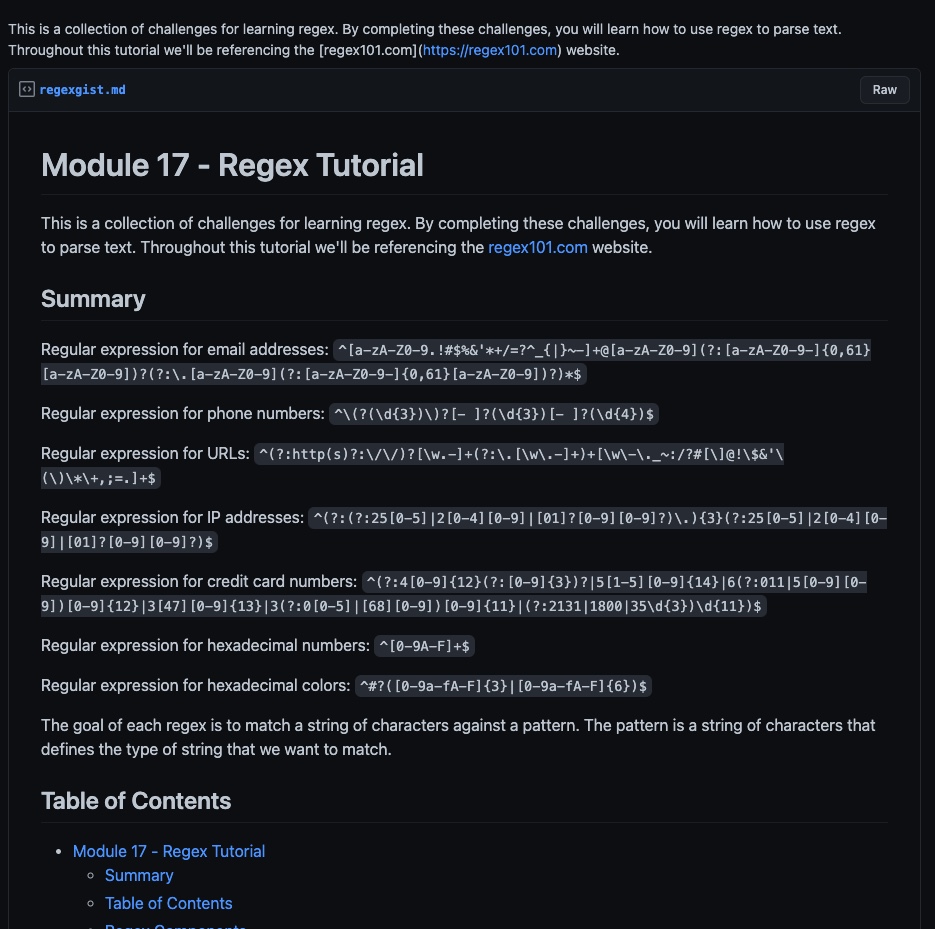 This is a collection of challenges for learning regex. By completing these challenges, you will learn how to use regex to parse text.
Throughout this tutorial we'll be referencing the [regex101.com](https://regex101.com) website.
regexgist.md
Raw
Module 17 - Regex Tutorial
This is a collection of challenges for learning regex. By completing these challenges, you will learn how to use regex
to parse text. Throughout this tutorial we'll be referencing the regex101.com website.
Summary
Regular expression for email addresses: ^[a-zA-Z0-9.!#$%&'*+/=?^_{|}~—]+@[a-zA-Z0-9](?:[a-zA-Z0-9-]{0,61}
[a-zA-Z0-9])?(?:\.[a-zA-Z0-9](?:[a-zA-Z0-9-]{0,61}[a-zA-Z0-9])?)*$
Regular expression for phone numbers: ^\(?(\d{3})\)?[- ]?(\d{3})[- ]?(\d{4})$
Regular expression for URLs: ^(?:http(s)?:\/\/)?[\w.-]+(?:\.[\w\.-]+)+[\w\-\._~:/?#[\]@!\$&'\
(\)\*\+,;=.]+$
Regular expression for IP addresses: ^(?:(?:25[0-5]|2[0-4][0-9]|[01]?[0-9][0-9]?)\.){3}(?:25[0-5]|2[0-4][0-
9]|[01]?[0-9][0-9]?)$
Regular expression for credit card numbers: ^(?:4[0-9]{12}(?:[0-9]{3})?|5[1-5][0-9]{14}|6(?:011|5[0-9][0-
9])[0-9]{12}|3[47][0-9]{13}|3(?:0[0-5]|[68][0-9])[0-9]{11}|(?:2131|1800|35\d{3})\d{11})$
Regular expression for hexadecimal numbers: ^[0-9A-F]+$
Regular expression for hexadecimal colors: ^#?([0-9a-fA-F]{3}|[0-9a-fA-F]{6})$
The goal of each regex is to match a string of characters against a pattern. The pattern is a string of characters that
defines the type of string that we want to match.
Table of Contents
Module 17 - Regex Tutorial
Summary
Table of Contents
Regex Components